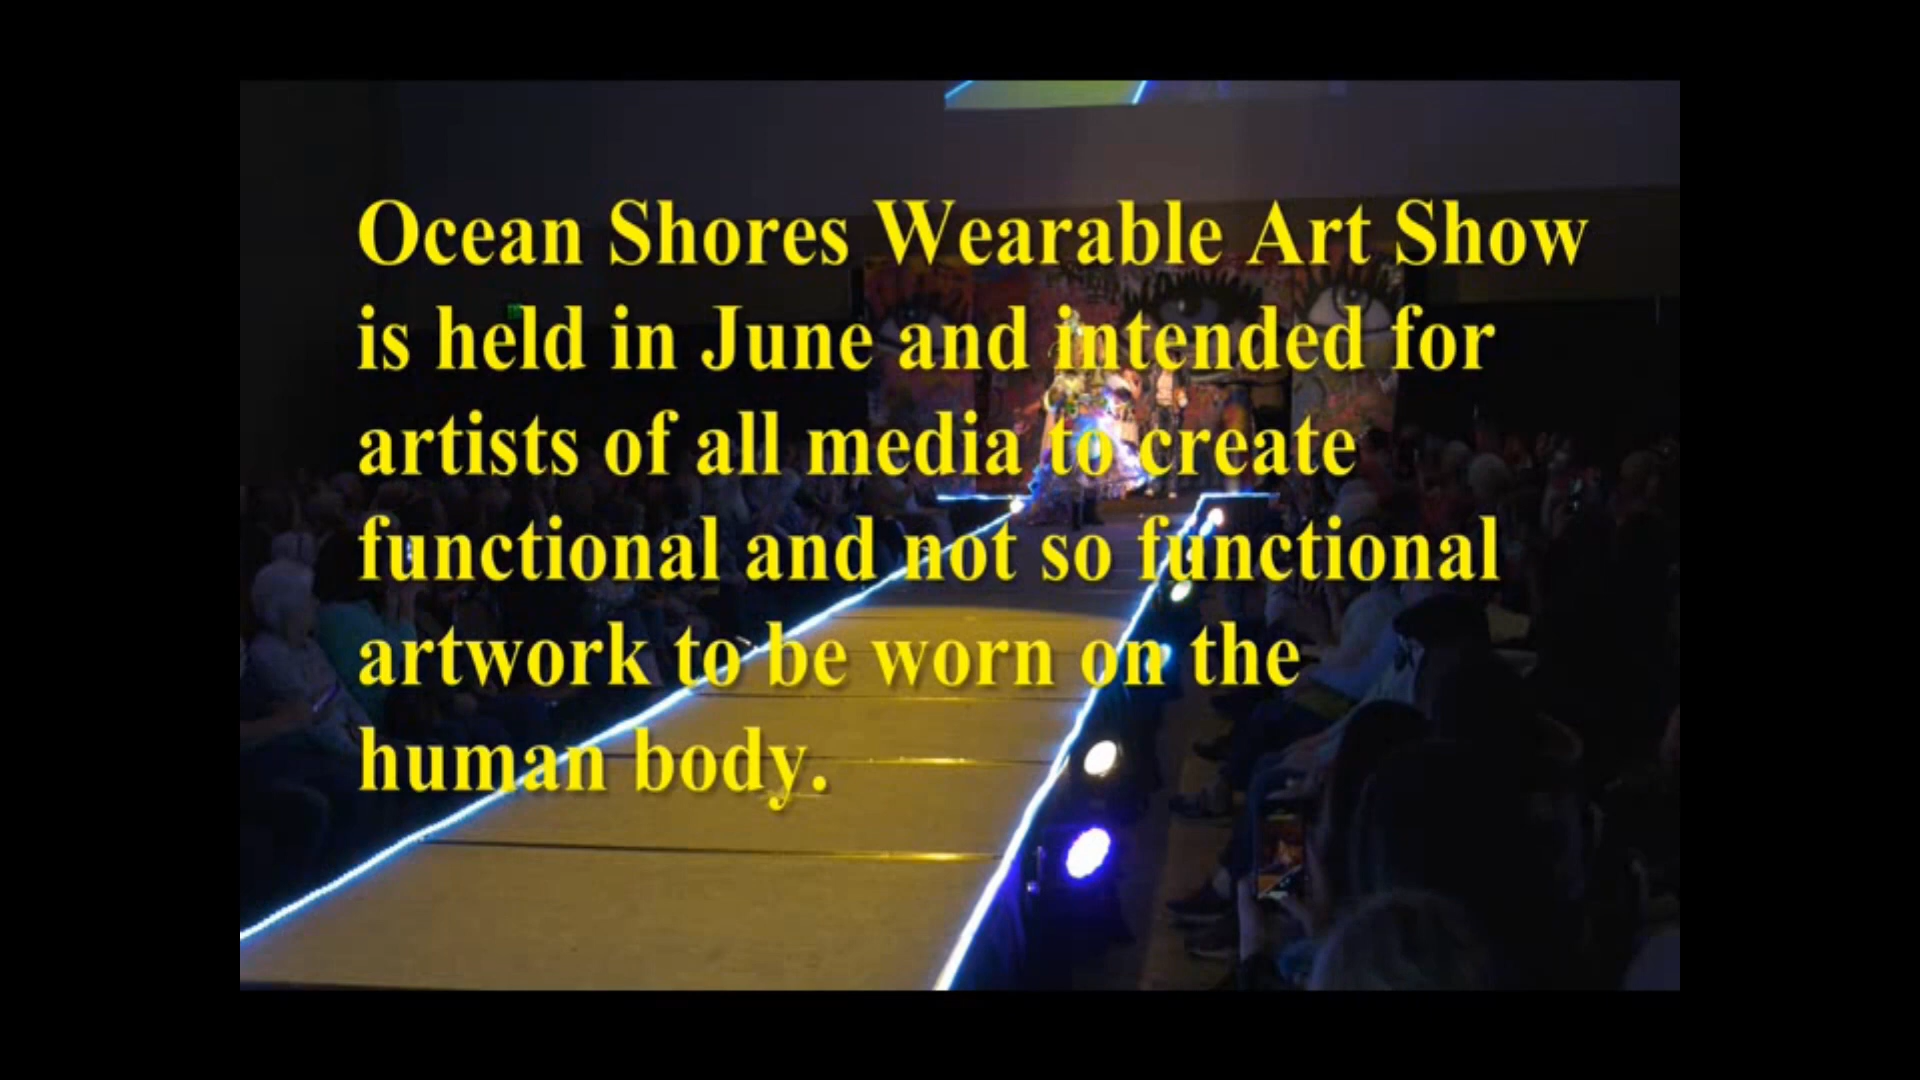 Ocean Shores Wearable Art Show
is held in June and intended for
artists of all media to create
functional and not so functional
artwork to be worn on the
human body.